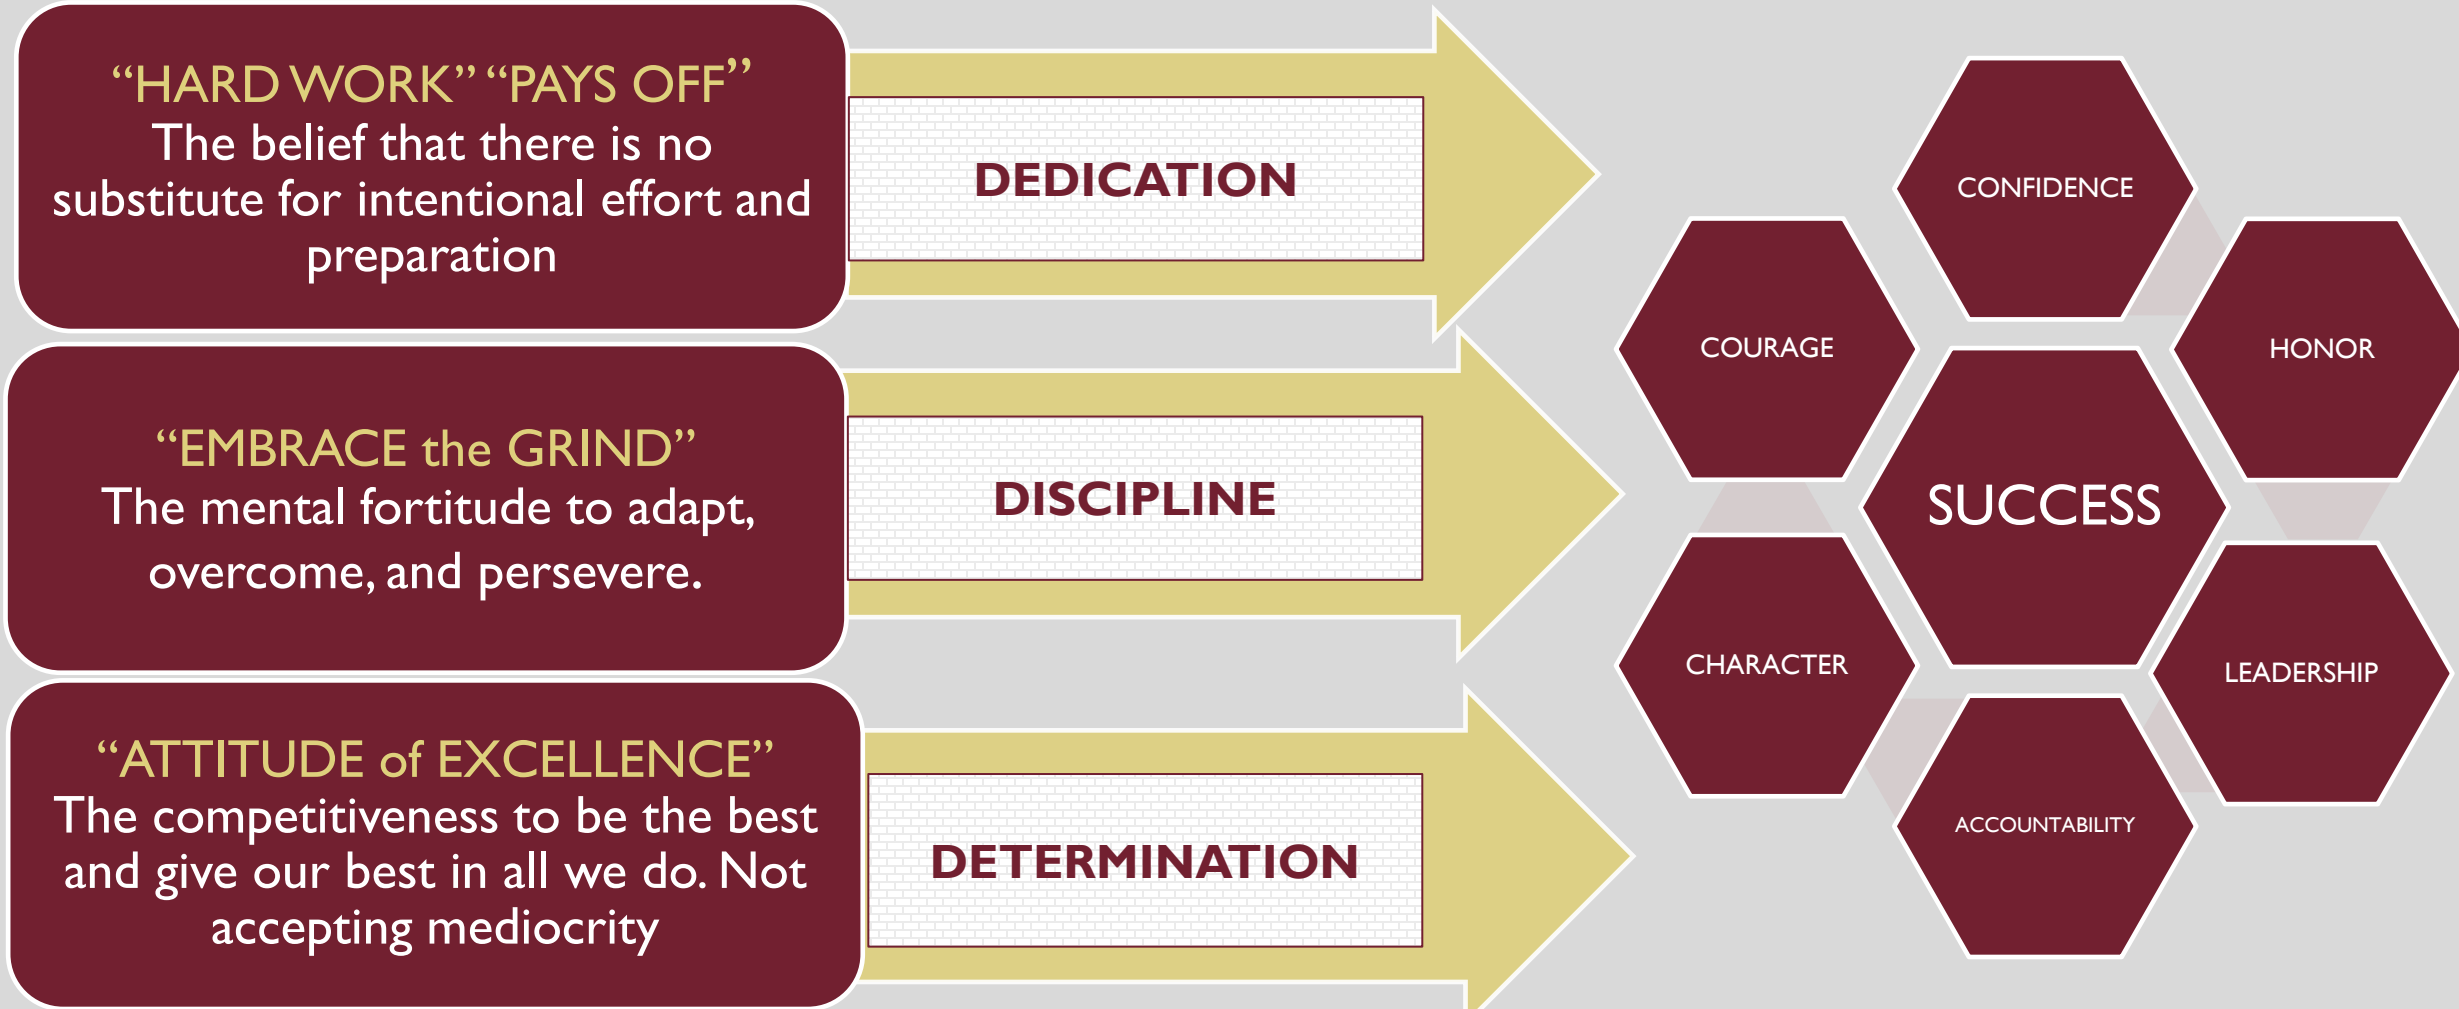 “HARD WORK” “PAYS OFF”
The belief that there is no
substitute for intentional effort and
preparation
DEDICATION
“EMBRACE the GRIND”
The mental fortitude to adapt,
overcome, and persevere.
DISCIPLINE
“ATTITUDE of EXCELLENCE”
The competitiveness to be the best
and give our best in all we do. Not
accepting mediocrity
DETERMINATION
CONFIDENCE
COURAGE
HONOR
SUCCESS
CHARACTER
LEADERSHIP
ACCOUNTABILITY